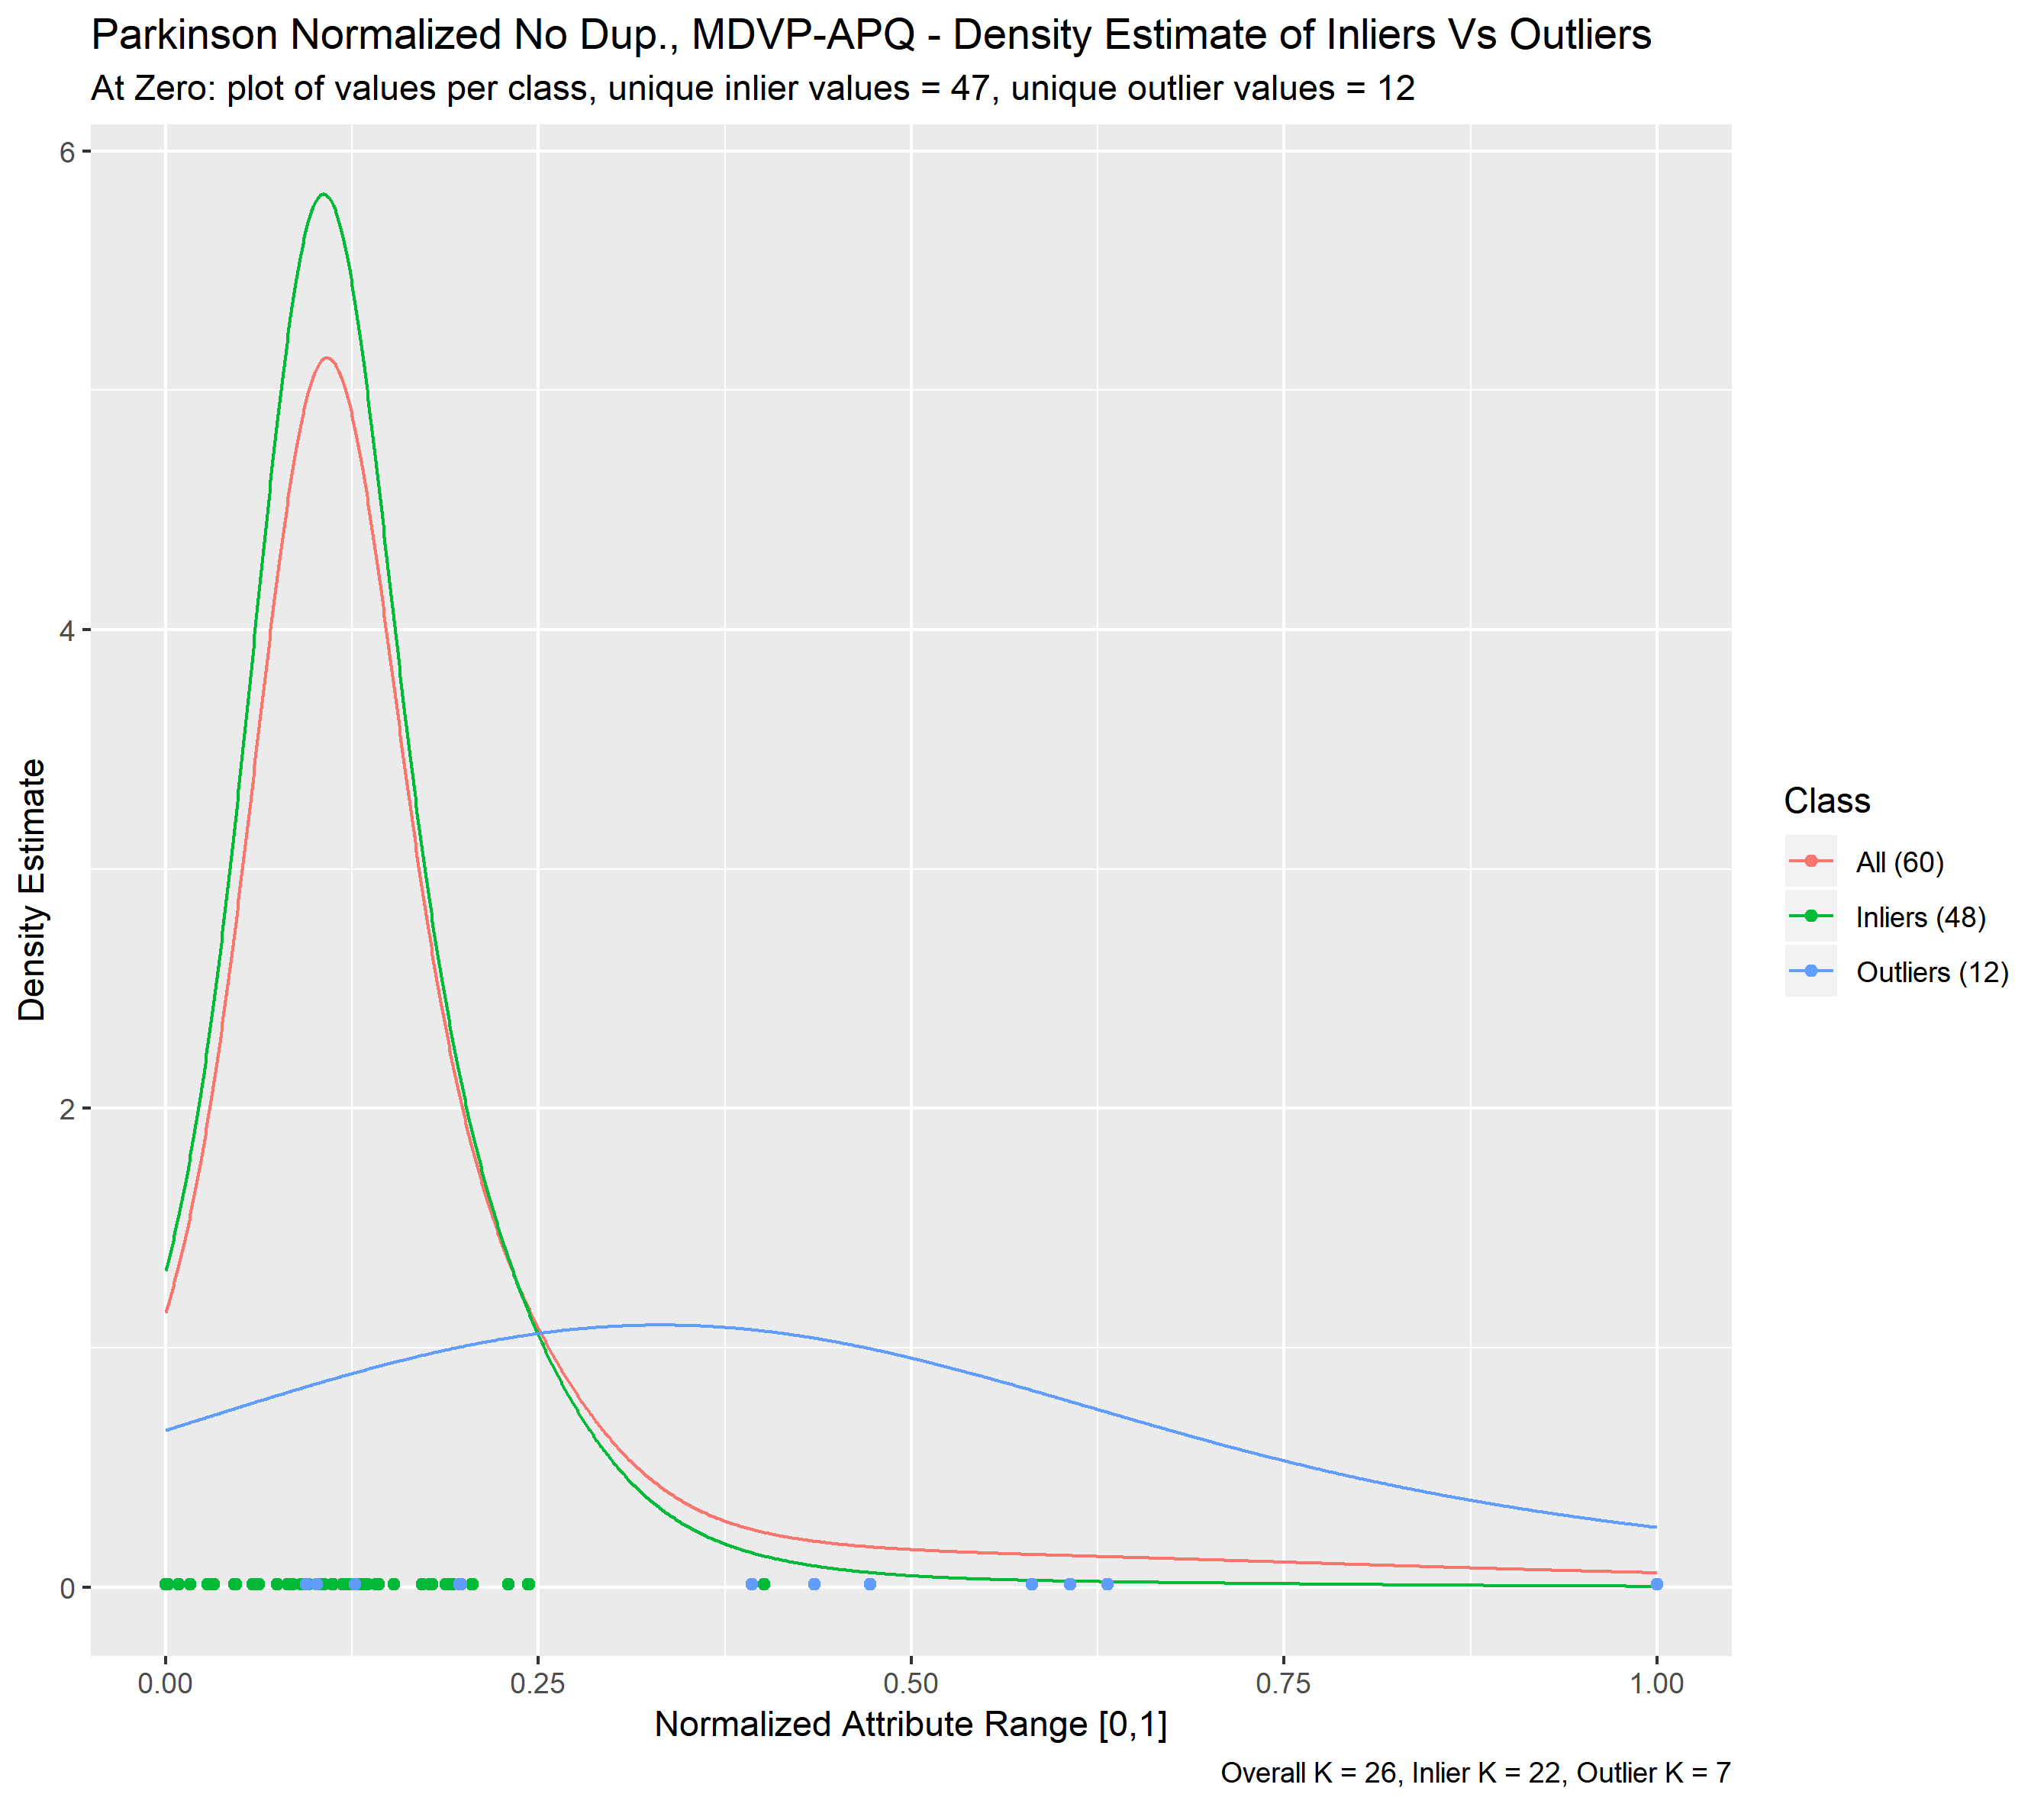 Parkinson Normalized No Dup., MDVP-APQ - Density Estimate of Inliers Vs Outliers
At Zero: plot of values per class, unique inlier values = 47, unique outlier values = 12
6
4
2
0
Density Estimate
0.00 0.25 0.50 0.75 1.00
Normalized Attribute Range [0,1]
Class
All (60)
Inliers (48)
Outliers (12)
Overall K = 26, Inlier K = 22, Outlier K = 7